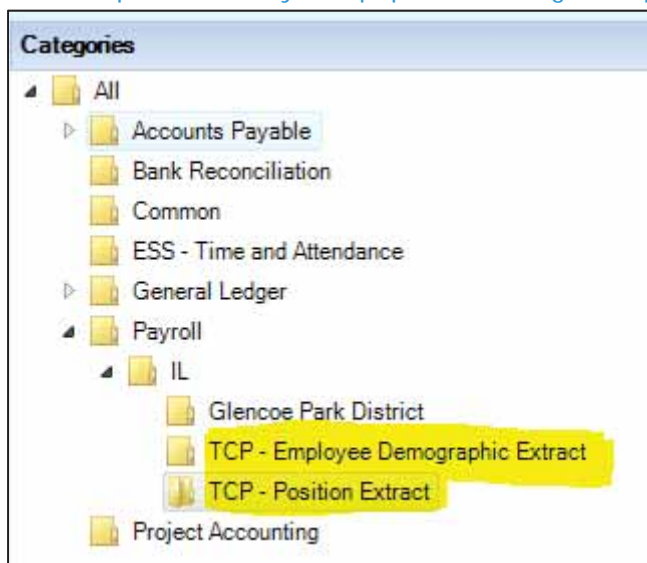 Categories
All
Accounts Payable
Bank Reconciliation
Common
ESS - Time and Attendance
General Ledger
Payroll
IL
Glencoe Park District
TCP - Employee Demographic Extract
TCP - Position Extract
Project Accounting